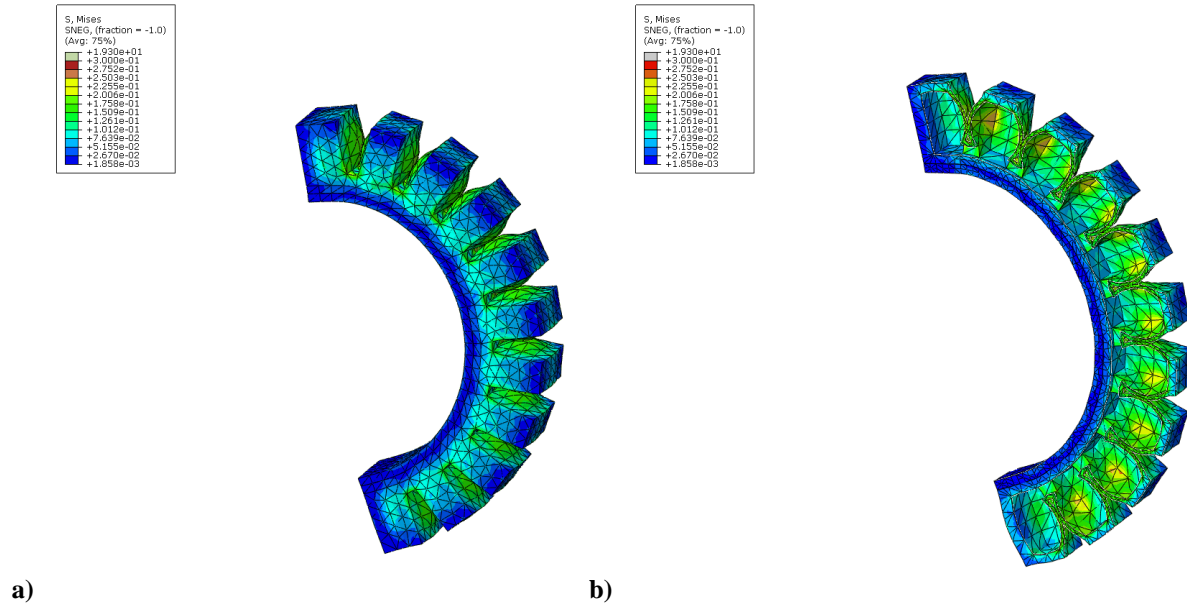 S, Mises
SNEG, (fraction = -1.0)
(Avg: 75%)
+1.930e+01
+3.000e-01
+2.752e-01
+2.503e-01
+2.255e-01
+2.006e-01
+1.758e-01
+1.509e-01
+1.261e-01
+1.012e-01
+7.639e-02
+5.155e-02
+2.670e-02
+1.858e-03
a)
S, Mises
SNEG, (fraction = -1.0)
(Avg: 75%)
+1.930e+01
+3.000e-01
+2.752e-01
+2.503e-01
+2.255e-01
+2.006e-01
+1.758e-01
+1.509e-01
+1.261e-01
+1.012e-01
+7.639e-02
+5.155e-02
+2.670e-02
+1.858e-03
b)